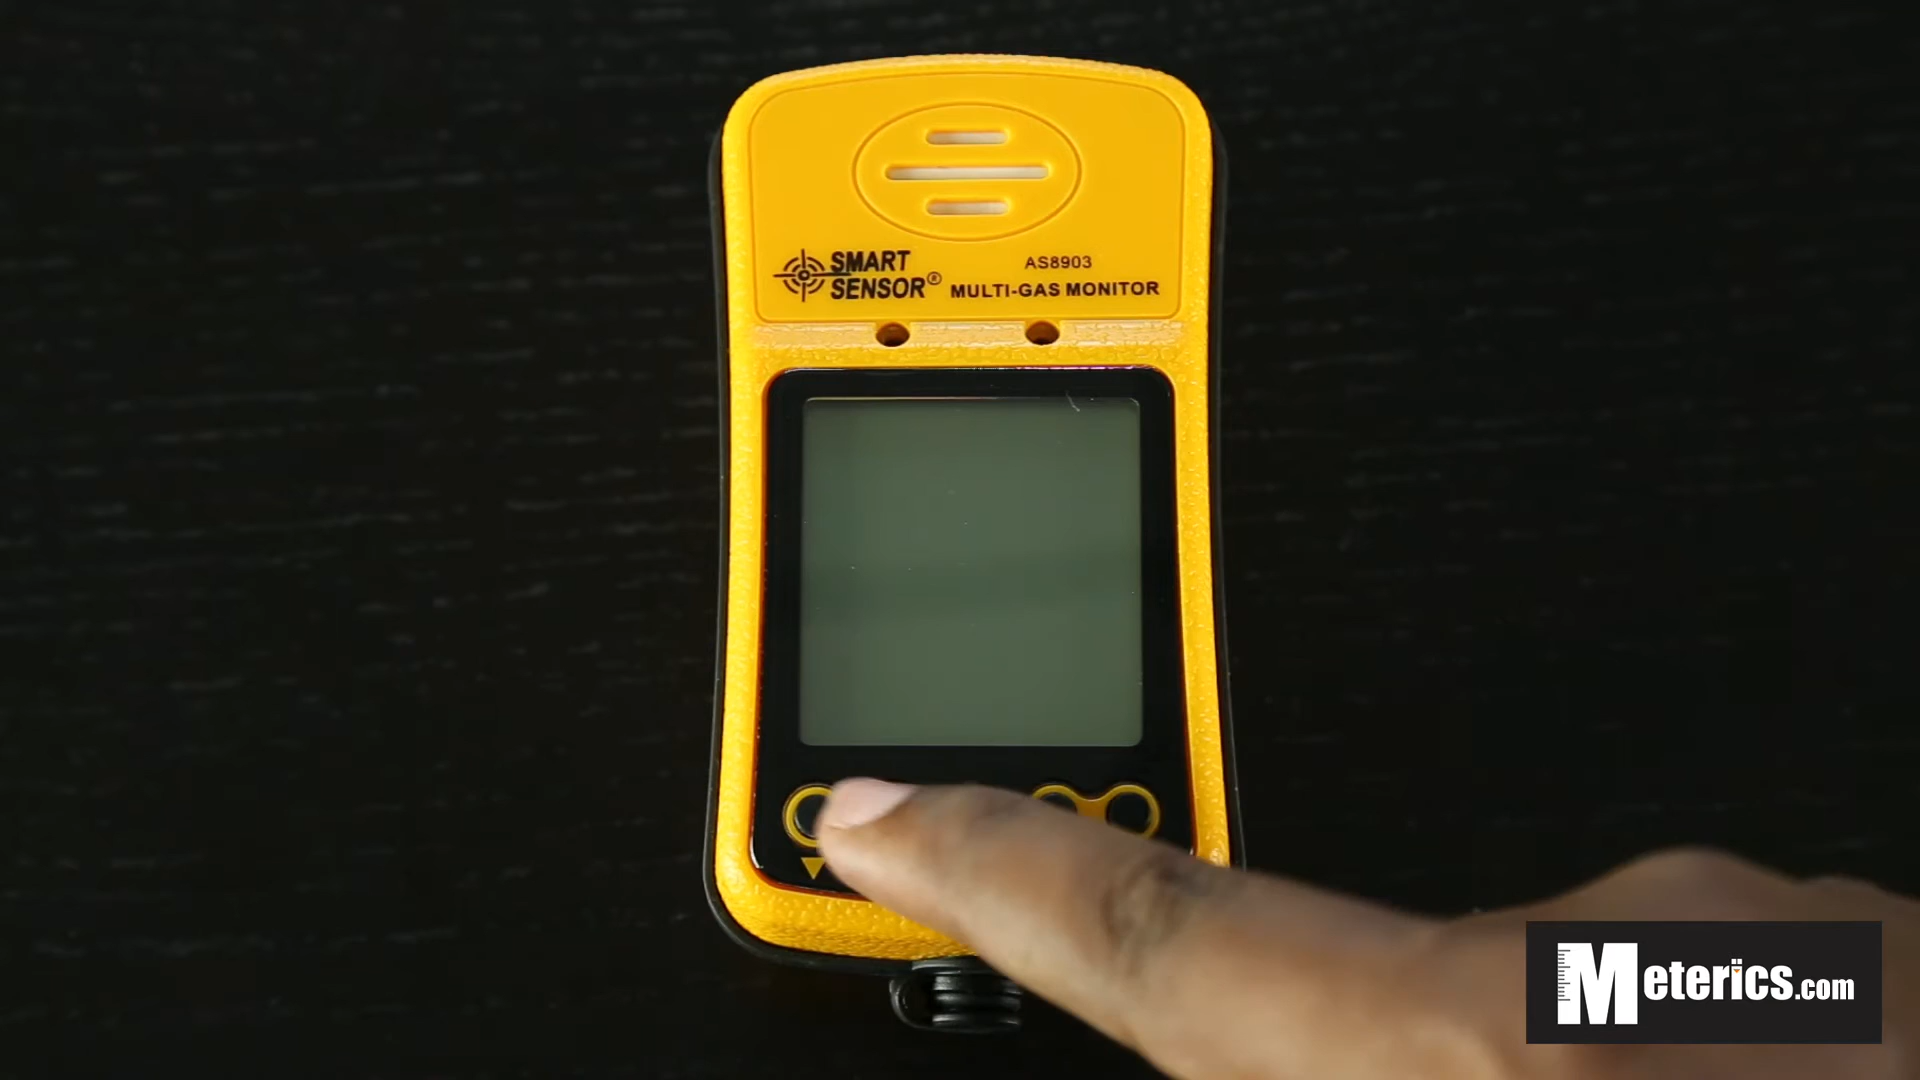 SMART
SENSOR®
AS8903
MULTI-GAS MONITOR
Meterics.com